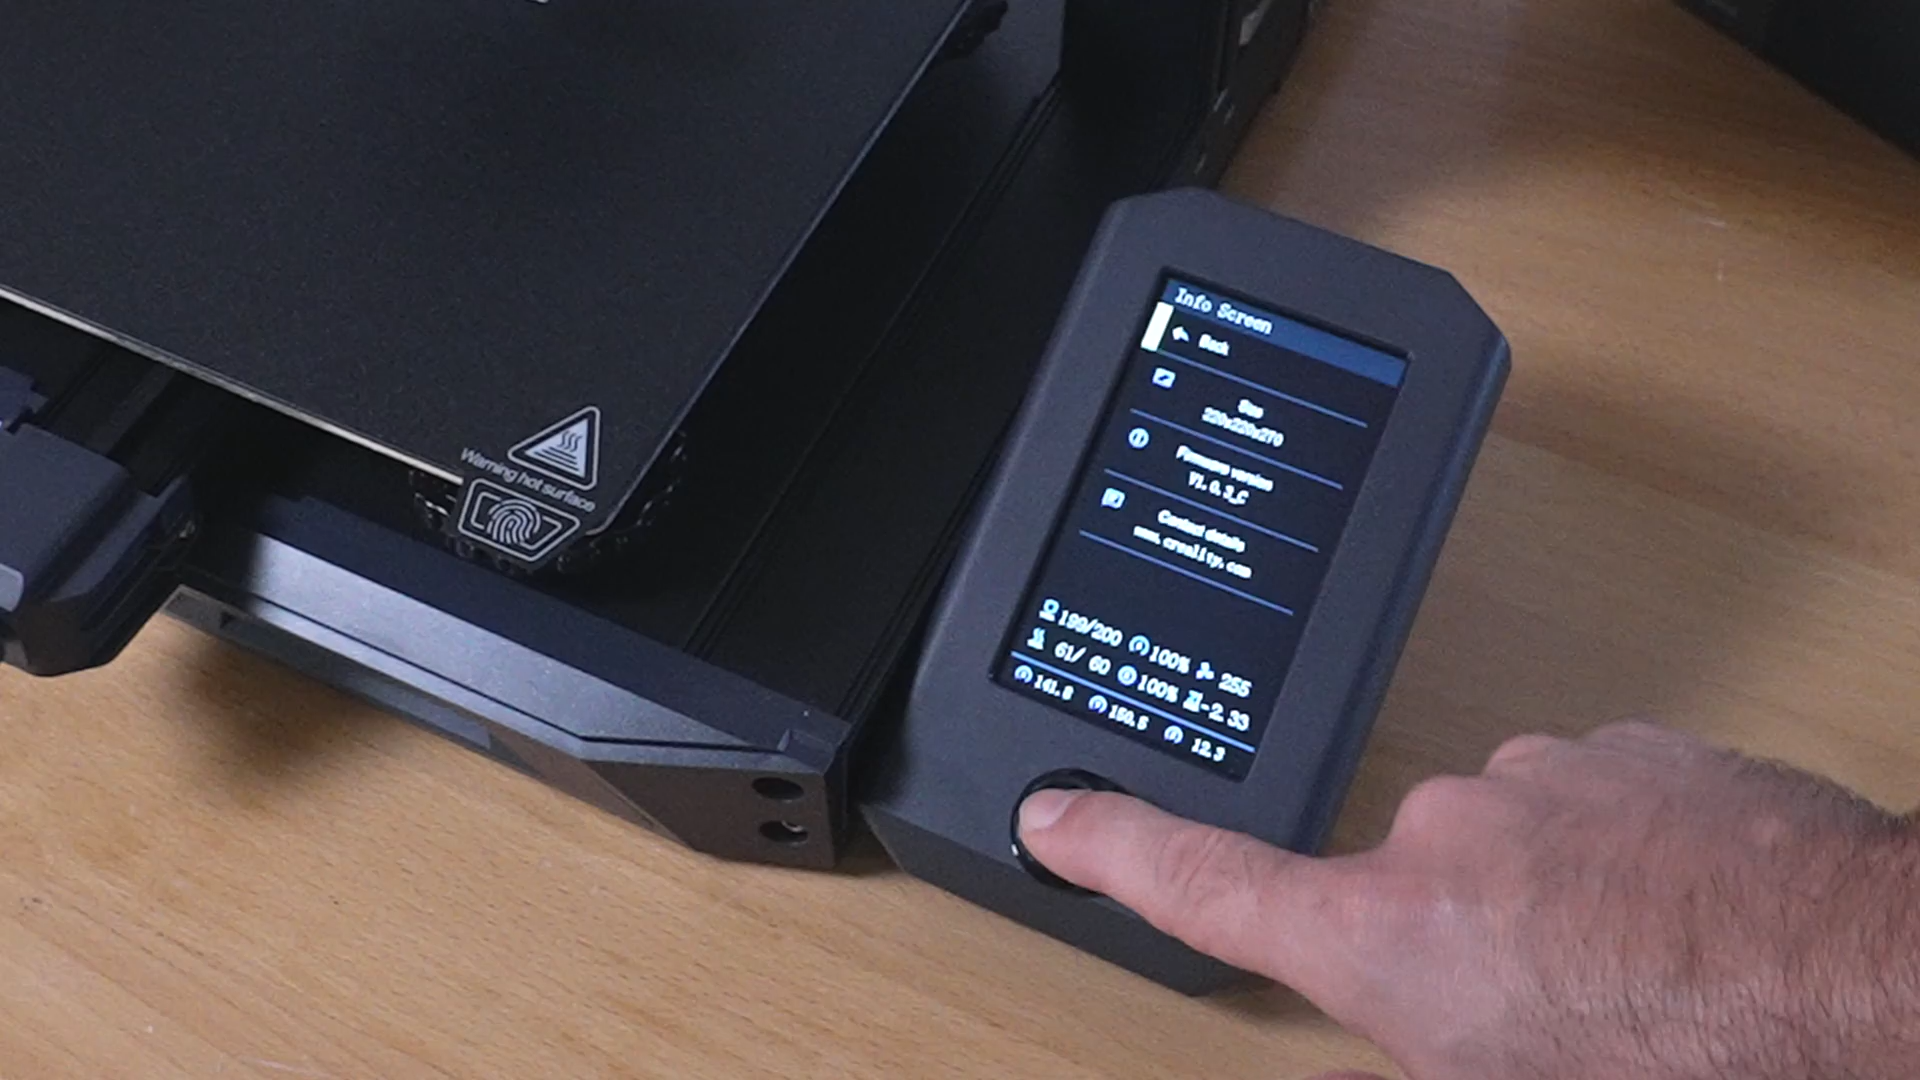 Warning hot surface
Info Screen
Back
Size
220x220x270
Firmware version
V1.0.3_C
Contact details
www.creality.com
199/200 100% 255
61/ 60 100% -2.33
141.8 150.5 12.3